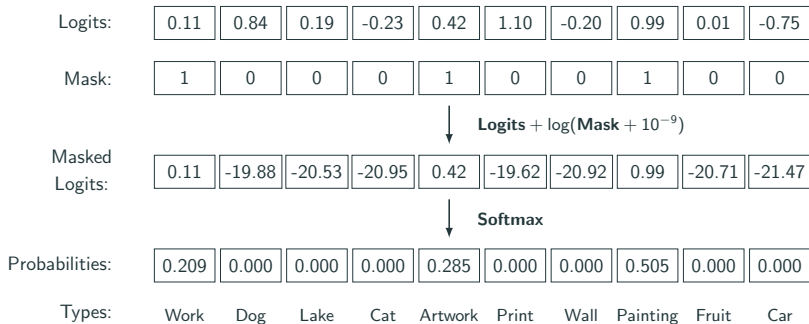 Logits: 0.11 0.84 0.19 -0.23 0.42 1.10 -0.20 0.99 0.01 -0.75
Mask: 1 0 0 0 1 0 0 1 0 0
Logits + log(Mask + 10⁻⁹)
Masked
Logits: 0.11 -19.88 -20.53 -20.95 0.42 -19.62 -20.92 0.99 -20.71 -21.47
Softmax
Probabilities: 0.209 0.000 0.000 0.000 0.285 0.000 0.000 0.505 0.000 0.000
Types: Work Dog Lake Cat Artwork Print Wall Painting Fruit Car